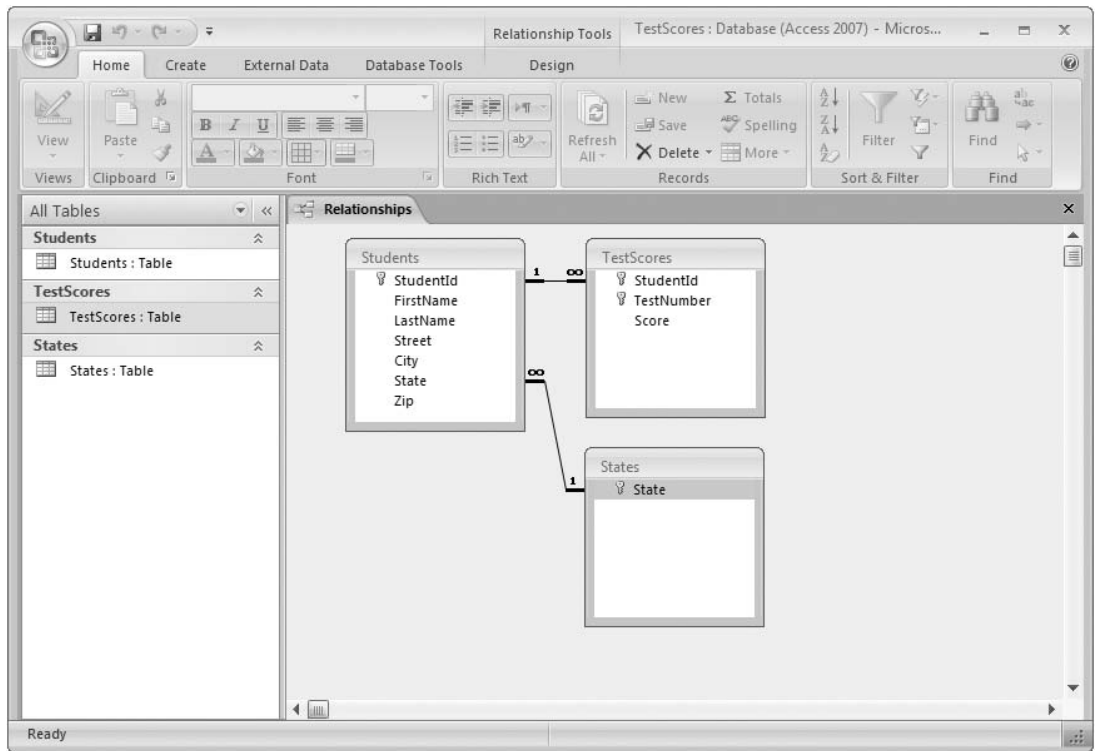 Relationship Tools
TestScores : Database (Access 2007) - Micros...
Home Create External Data Database Tools Design
View
Paste
B I U
A
Refresh
All
New
Save
Delete
Σ Totals
ABC Spelling
More
A
Z
Z
A
Filter
Find
ab
ac
Views Clipboard Font Rich Text Records Sort & Filter Find
All Tables
Students
Students : Table
TestScores
TestScores : Table
States
States : Table
Relationships
Students
StudentId
FirstName
LastName
Street
City
State
Zip
1 ∞
TestScores
StudentId
TestNumber
Score
∞
1
States
State
Ready